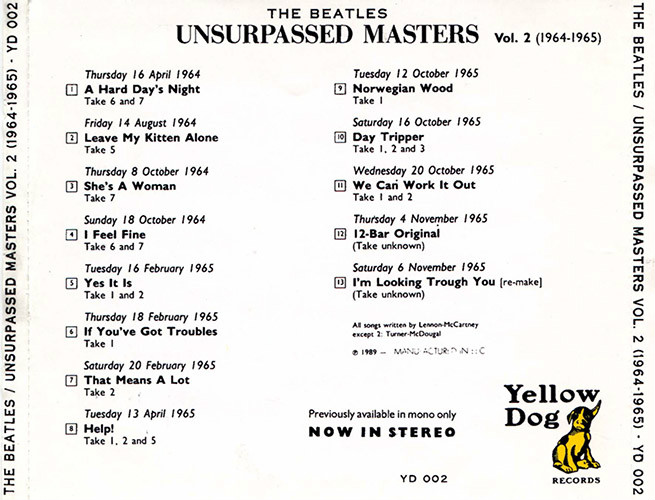 THE BEATLES
UNSURPASSED MASTERS Vol. 2 (1964-1965)
Thursday 16 April 1964
1 A Hard Day's Night
Take 6 and 7
Friday 14 August 1964
2 Leave My Kitten Alone
Take 5
Thursday 8 October 1964
3 She's A Woman
Take 7
Sunday 18 October 1964
4 I Feel Fine
Take 6 and 7
Tuesday 16 February 1965
5 Yes It Is
Take 1 and 2
Thursday 18 February 1965
6 If You've Got Troubles
Take 1
Saturday 20 February 1965
7 That Means A Lot
Take 2
Tuesday 13 April 1965
8 Help!
Take 1, 2 and 5
Tuesday 12 October 1965
9 Norwegian Wood
Take 1
Saturday 16 October 1965
10 Day Tripper
Take 1, 2 and 3
Wednesday 20 October 1965
11 We Can Work It Out
Take 1 and 2
Thursday 4 November 1965
12 12-Bar Original
(Take unknown)
Saturday 6 November 1965
13 I'm Looking Trough You [re-make]
(Take unknown)
All songs written by Lennon-McCartney
except 2: Turner-McDougal
℗ 1989 –
Previously available in mono only
NOW IN STEREO
YD 002
Yellow
Dog
RECORDS
THE BEATLES / UNSURPASSED MASTERS VOL. 2 (1964-1965) · YD 002
THE BEATLES / UNSURPASSED MASTERS VOL. 2 (1964-1965) · YD 002